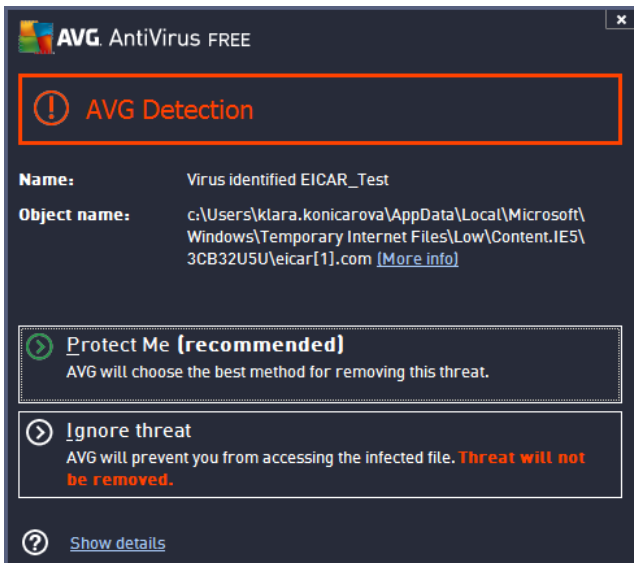 AVG. AntiVirus FREE
x
AVG Detection
Name: Virus identified EICAR_Test
Object name: c:\Users\klara.konicarova\AppData\Local\Microsoft\
Windows\Temporary Internet Files\Low\Content.IE5\
3CB32U5U\eicar[1].com (More info)
Protect Me (recommended)
AVG will choose the best method for removing this threat.
Ignore threat
AVG will prevent you from accessing the infected file. Threat will not
be removed.
Show details